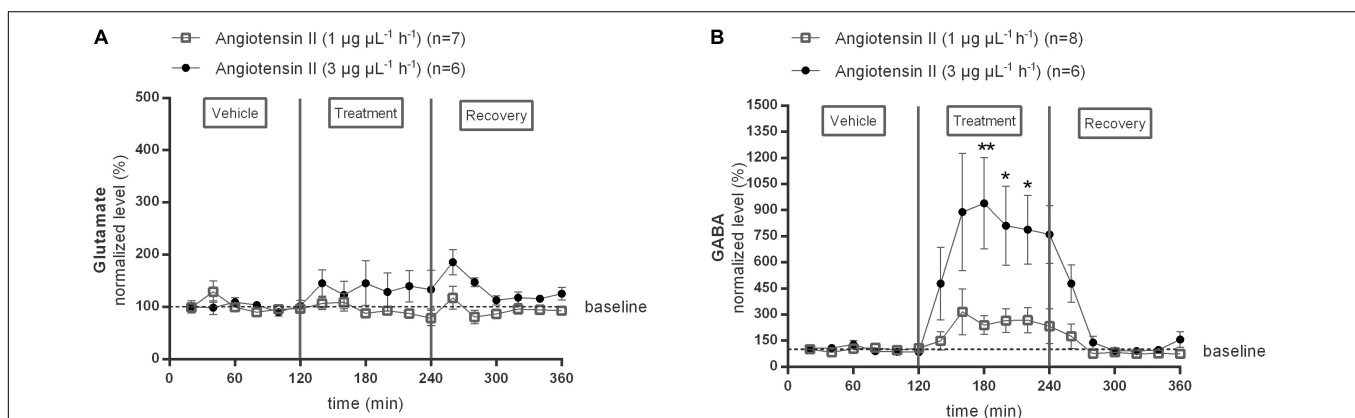 A
Angiotensin II (1 µg µL⁻¹ h⁻¹) (n=7)
Angiotensin II (3 µg µL⁻¹ h⁻¹) (n=6)
500
400
300
200
100
0
Glutamate
normalized level (%)
Vehicle
Treatment
Recovery
baseline
0
60
120
180
240
300
360
time (min)
B
Angiotensin II (1 µg µL⁻¹ h⁻¹) (n=8)
Angiotensin II (3 µg µL⁻¹ h⁻¹) (n=6)
1500
1350
1200
1050
900
750
600
450
300
150
0
GABA
normalized level (%)
Vehicle
Treatment
Recovery
**
*
*
baseline
0
60
120
180
240
300
360
time (min)